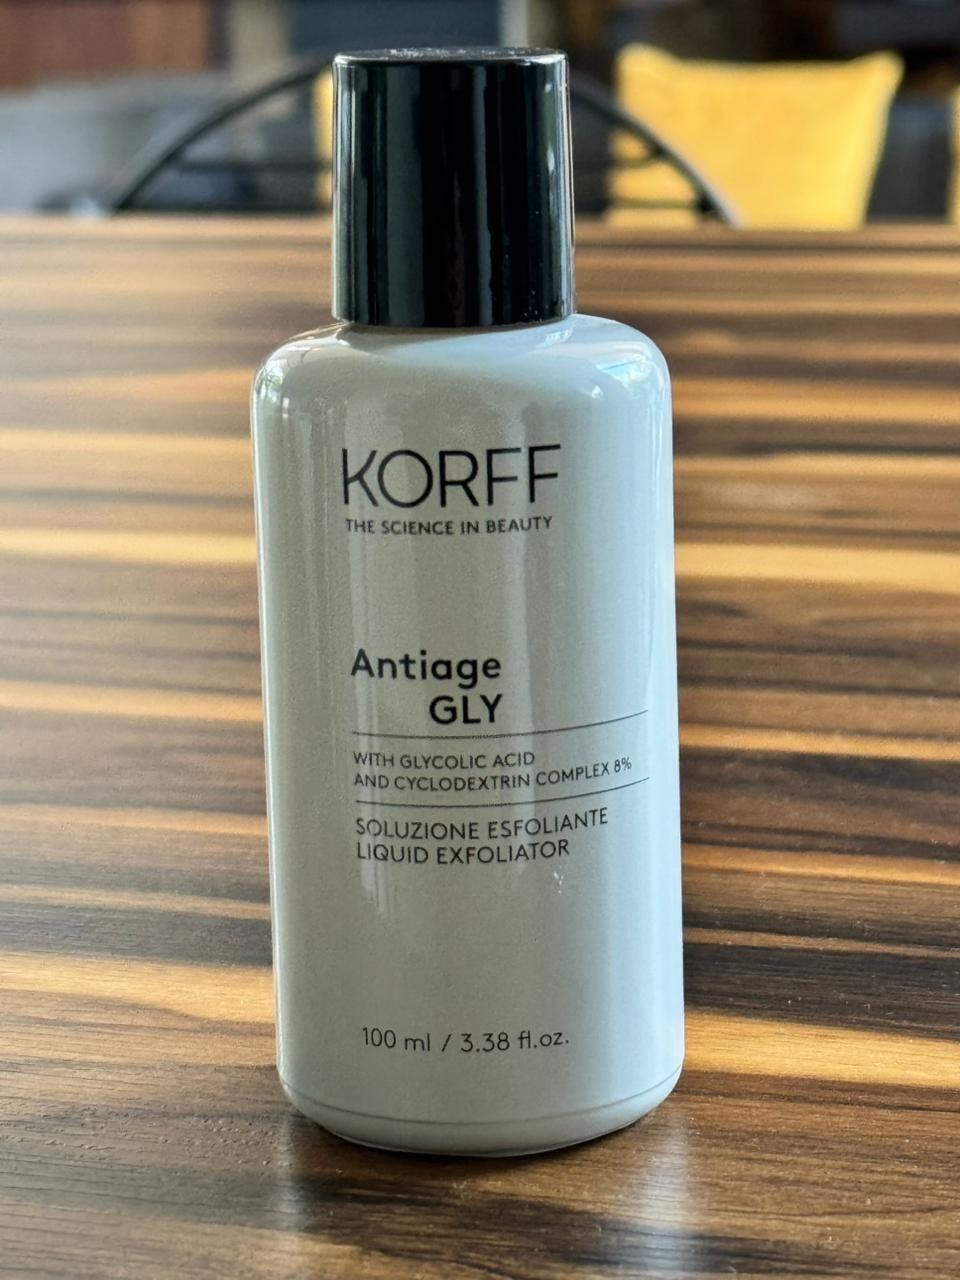 KORFF
THE SCIENCE IN BEAUTY
Antiage
GLY
WITH GLYCOLIC ACID
AND CYCLODEXTRIN COMPLEX 8%
SOLUZIONE ESFOLIANTE
LIQUID EXFOLIATOR
100 ml / 3.38 fl.oz.